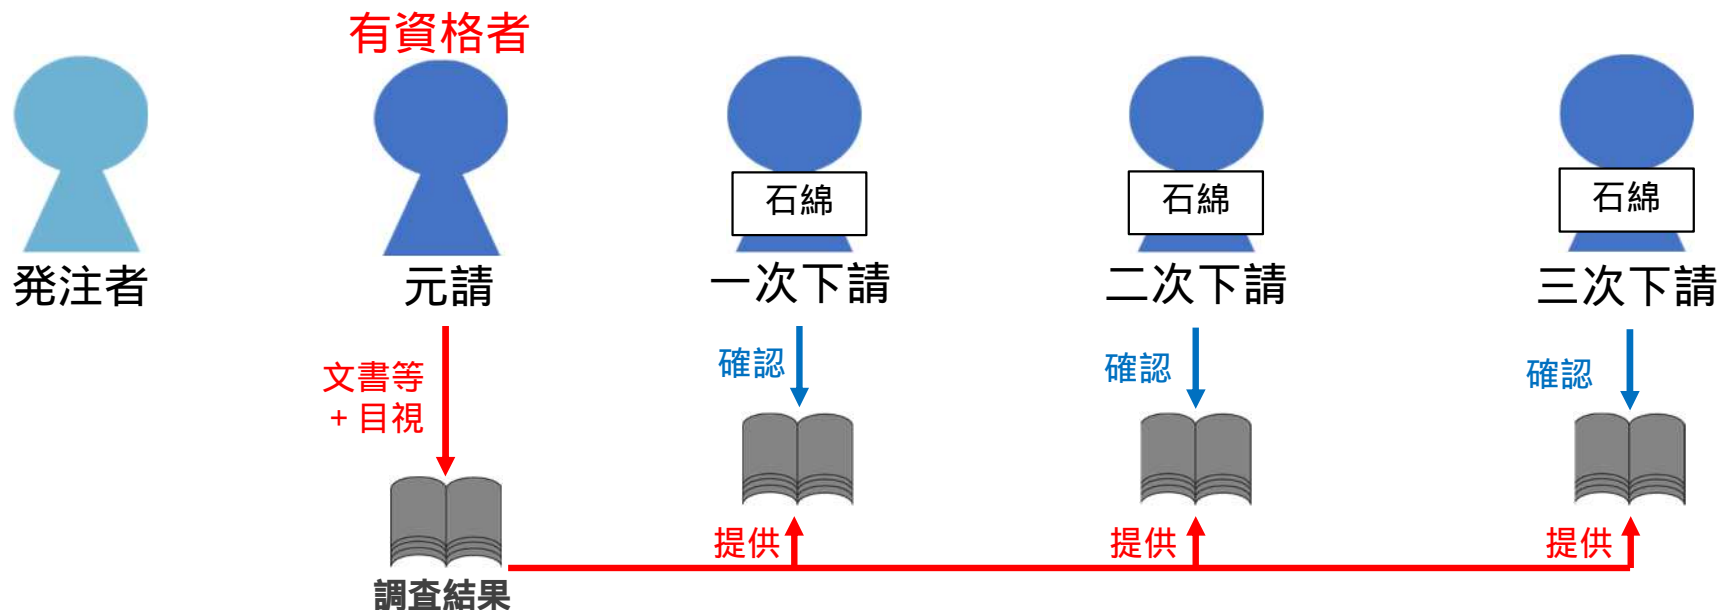 有資格者
石綿
石綿
石綿
発注者
元請
一次下請
二次下請
三次下請
文書等
+ 目視
確認
確認
確認
提供
提供
提供
調査結果